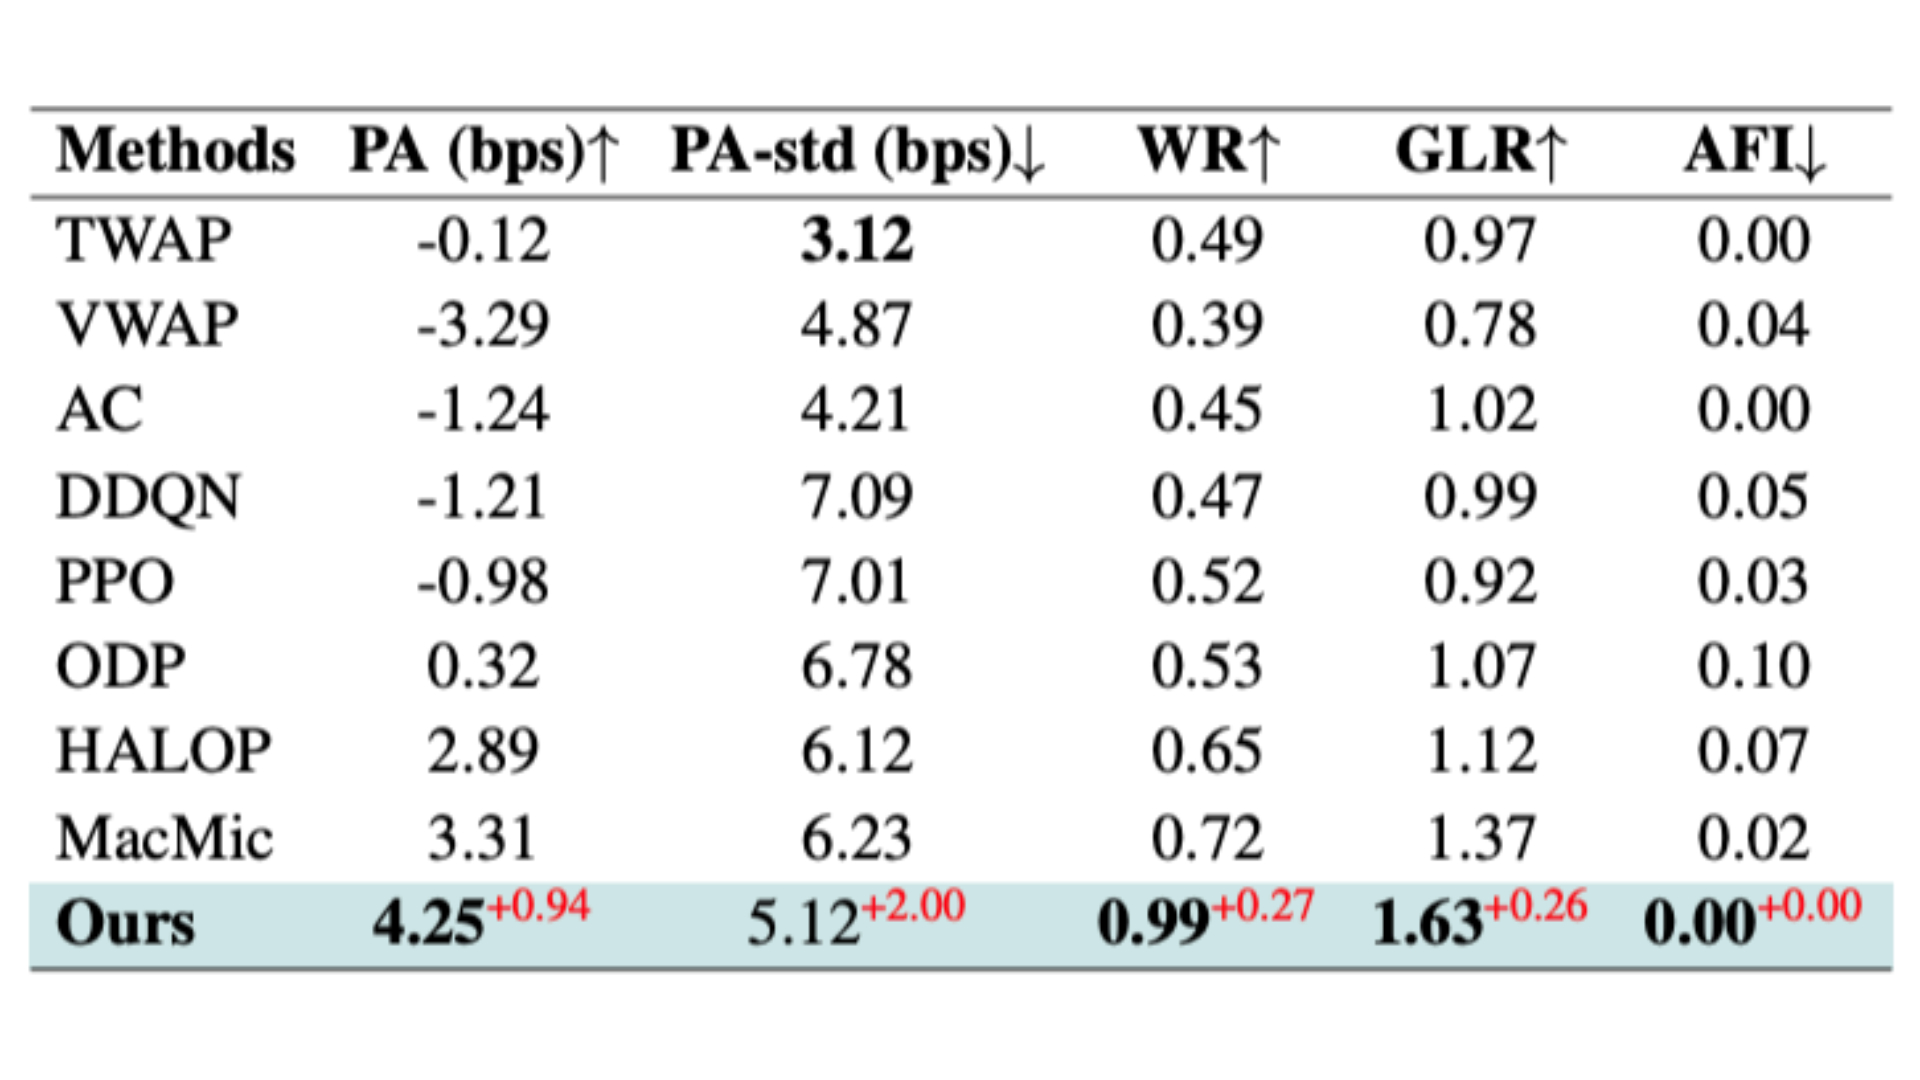 Methods PA (bps)↑ PA-std (bps)↓ WR↑ GLR↑ AFI↓
TWAP -0.12 3.12 0.49 0.97 0.00
VWAP -3.29 4.87 0.39 0.78 0.04
AC -1.24 4.21 0.45 1.02 0.00
DDQN -1.21 7.09 0.47 0.99 0.05
PPO -0.98 7.01 0.52 0.92 0.03
ODP 0.32 6.78 0.53 1.07 0.10
HALOP 2.89 6.12 0.65 1.12 0.07
MacMic 3.31 6.23 0.72 1.37 0.02
Ours 4.25+0.94 5.12+2.00 0.99+0.27 1.63+0.26 0.00+0.00